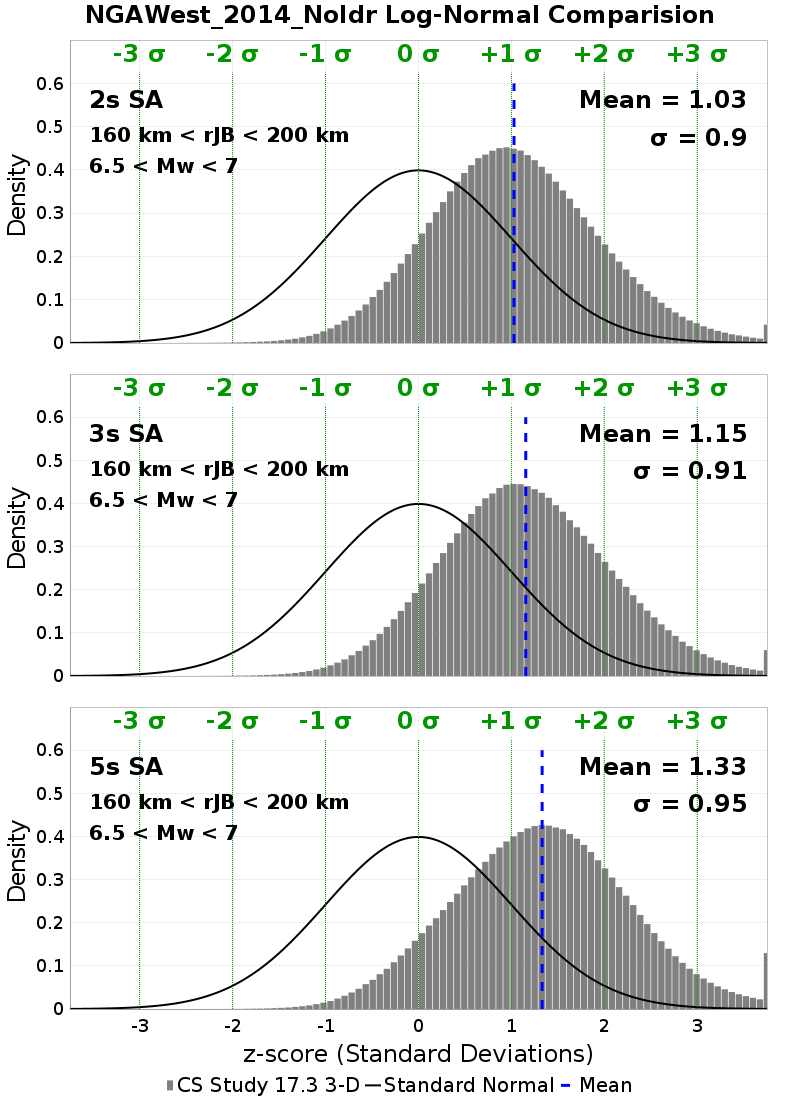 NGAWest_2014_NoIdr Log-Normal Comparision
-3 σ -2 σ -1 σ 0 σ +1 σ +2 σ +3 σ
0.6
2s SA
Mean = 1.03
0.5
160 km < rJB < 200 km
σ = 0.9
0.4
6.5 < Mw < 7
0.3
0.2
0.1
0
Density
-3 σ -2 σ -1 σ 0 σ +1 σ +2 σ +3 σ
0.6
3s SA
Mean = 1.15
0.5
160 km < rJB < 200 km
σ = 0.91
0.4
6.5 < Mw < 7
0.3
0.2
0.1
0
Density
-3 σ -2 σ -1 σ 0 σ +1 σ +2 σ +3 σ
0.6
5s SA
Mean = 1.33
0.5
160 km < rJB < 200 km
σ = 0.95
0.4
6.5 < Mw < 7
0.3
0.2
0.1
0
Density
-3 -2 -1 0 1 2 3
z-score (Standard Deviations)
CS Study 17.3 3-D Standard Normal Mean